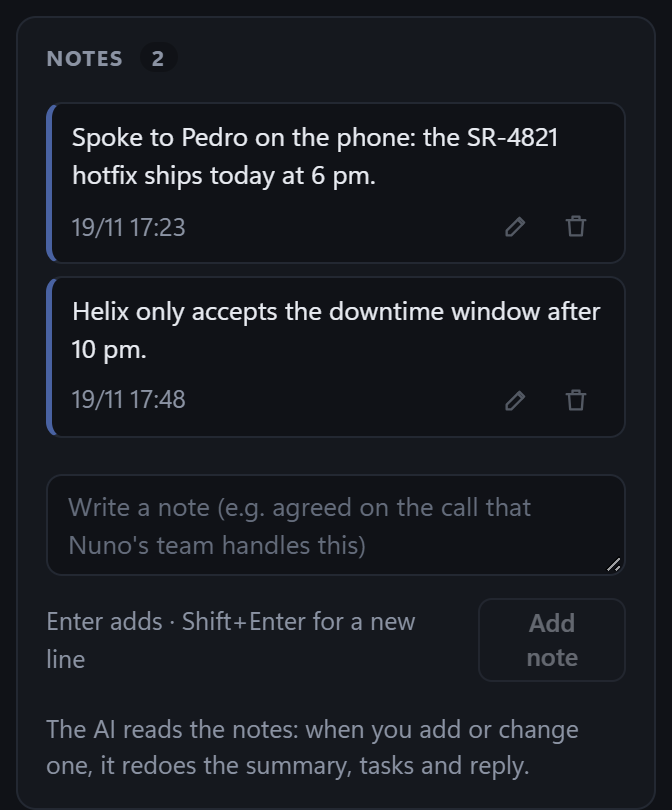 NOTES 2
Spoke to Pedro on the phone: the SR-4821
hotfix ships today at 6 pm.
19/11 17:23
Helix only accepts the downtime window after
10 pm.
19/11 17:48
Write a note (e.g. agreed on the call that
Nuno's team handles this)
Enter adds · Shift+Enter for a new
line
Add
note
The AI reads the notes: when you add or change
one, it redoes the summary, tasks and reply.